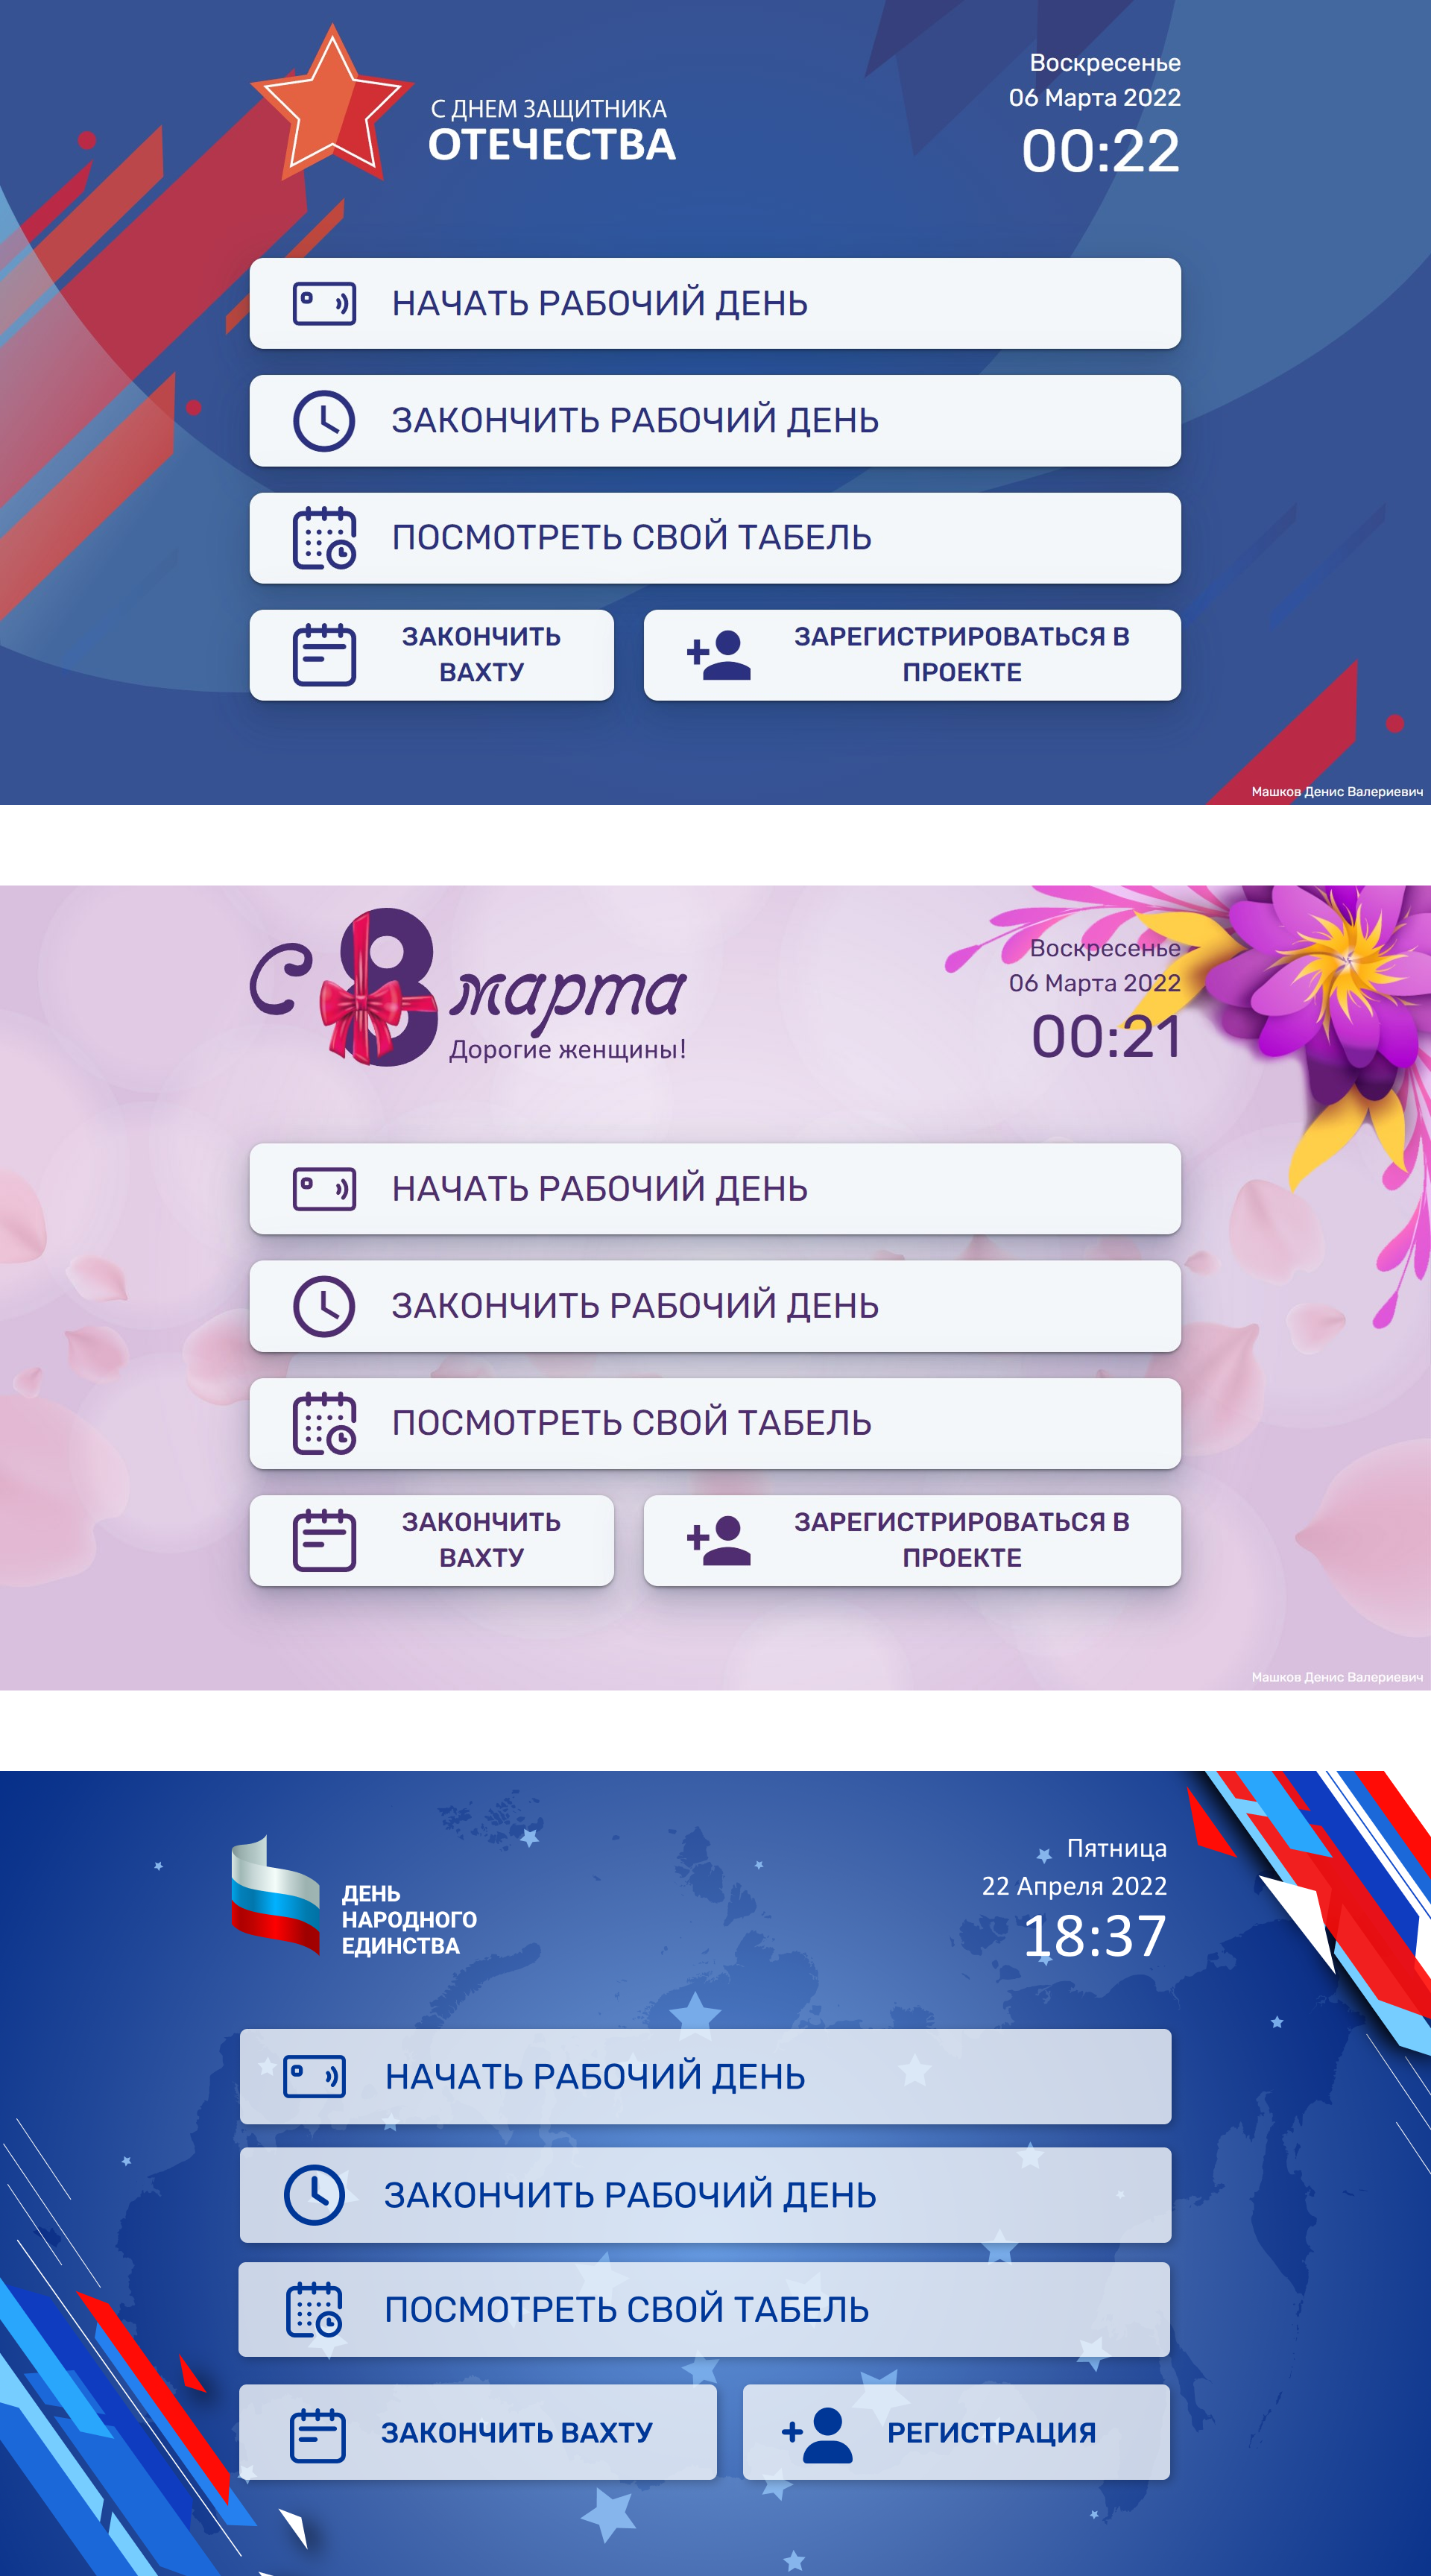 С ДНЕМ ЗАЩИТНИКА
ОТЕЧЕСТВА
Воскресенье
06 Марта 2022
00:22
НАЧАТЬ РАБОЧИЙ ДЕНЬ
ЗАКОНЧИТЬ РАБОЧИЙ ДЕНЬ
ПОСМОТРЕТЬ СВОЙ ТАБЕЛЬ
ЗАКОНЧИТЬ
ВАХТУ
ЗАРЕГИСТРИРОВАТЬСЯ В
ПРОЕКТЕ
Машков Денис Валериевич
С 8 марта
Дорогие женщины!
Воскресенье
06 Марта 2022
00:21
НАЧАТЬ РАБОЧИЙ ДЕНЬ
ЗАКОНЧИТЬ РАБОЧИЙ ДЕНЬ
ПОСМОТРЕТЬ СВОЙ ТАБЕЛЬ
ЗАКОНЧИТЬ
ВАХТУ
ЗАРЕГИСТРИРОВАТЬСЯ В
ПРОЕКТЕ
Машков Денис Валериевич
ДЕНЬ
НАРОДНОГО
ЕДИНСТВА
Пятница
22 Апреля 2022
18:37
НАЧАТЬ РАБОЧИЙ ДЕНЬ
ЗАКОНЧИТЬ РАБОЧИЙ ДЕНЬ
ПОСМОТРЕТЬ СВОЙ ТАБЕЛЬ
ЗАКОНЧИТЬ ВАХТУ
РЕГИСТРАЦИЯ